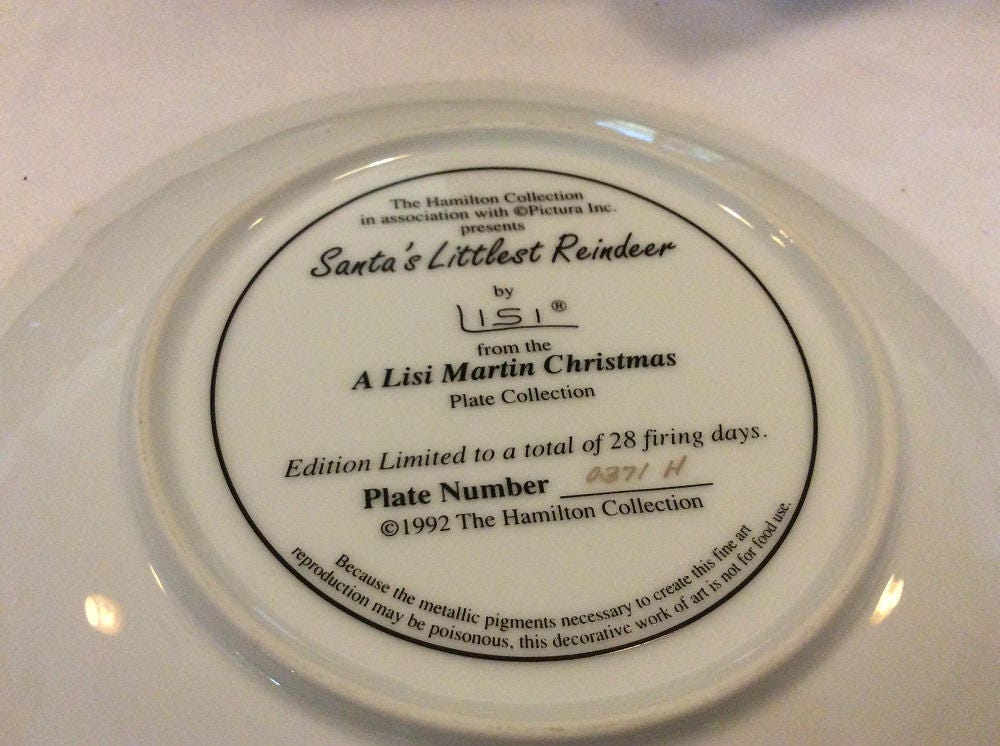 The Hamilton Collection
in association with ©Pictura Inc.
presents
Santa's Littlest Reindeer
by
LISI®
from the
A Lisi Martin Christmas
Plate Collection
Edition Limited to a total of 28 firing days.
Plate Number 0371 H
©1992 The Hamilton Collection
Because the metallic pigments necessary to create this fine art
reproduction may be poisonous, this decorative work of art is not for food use.